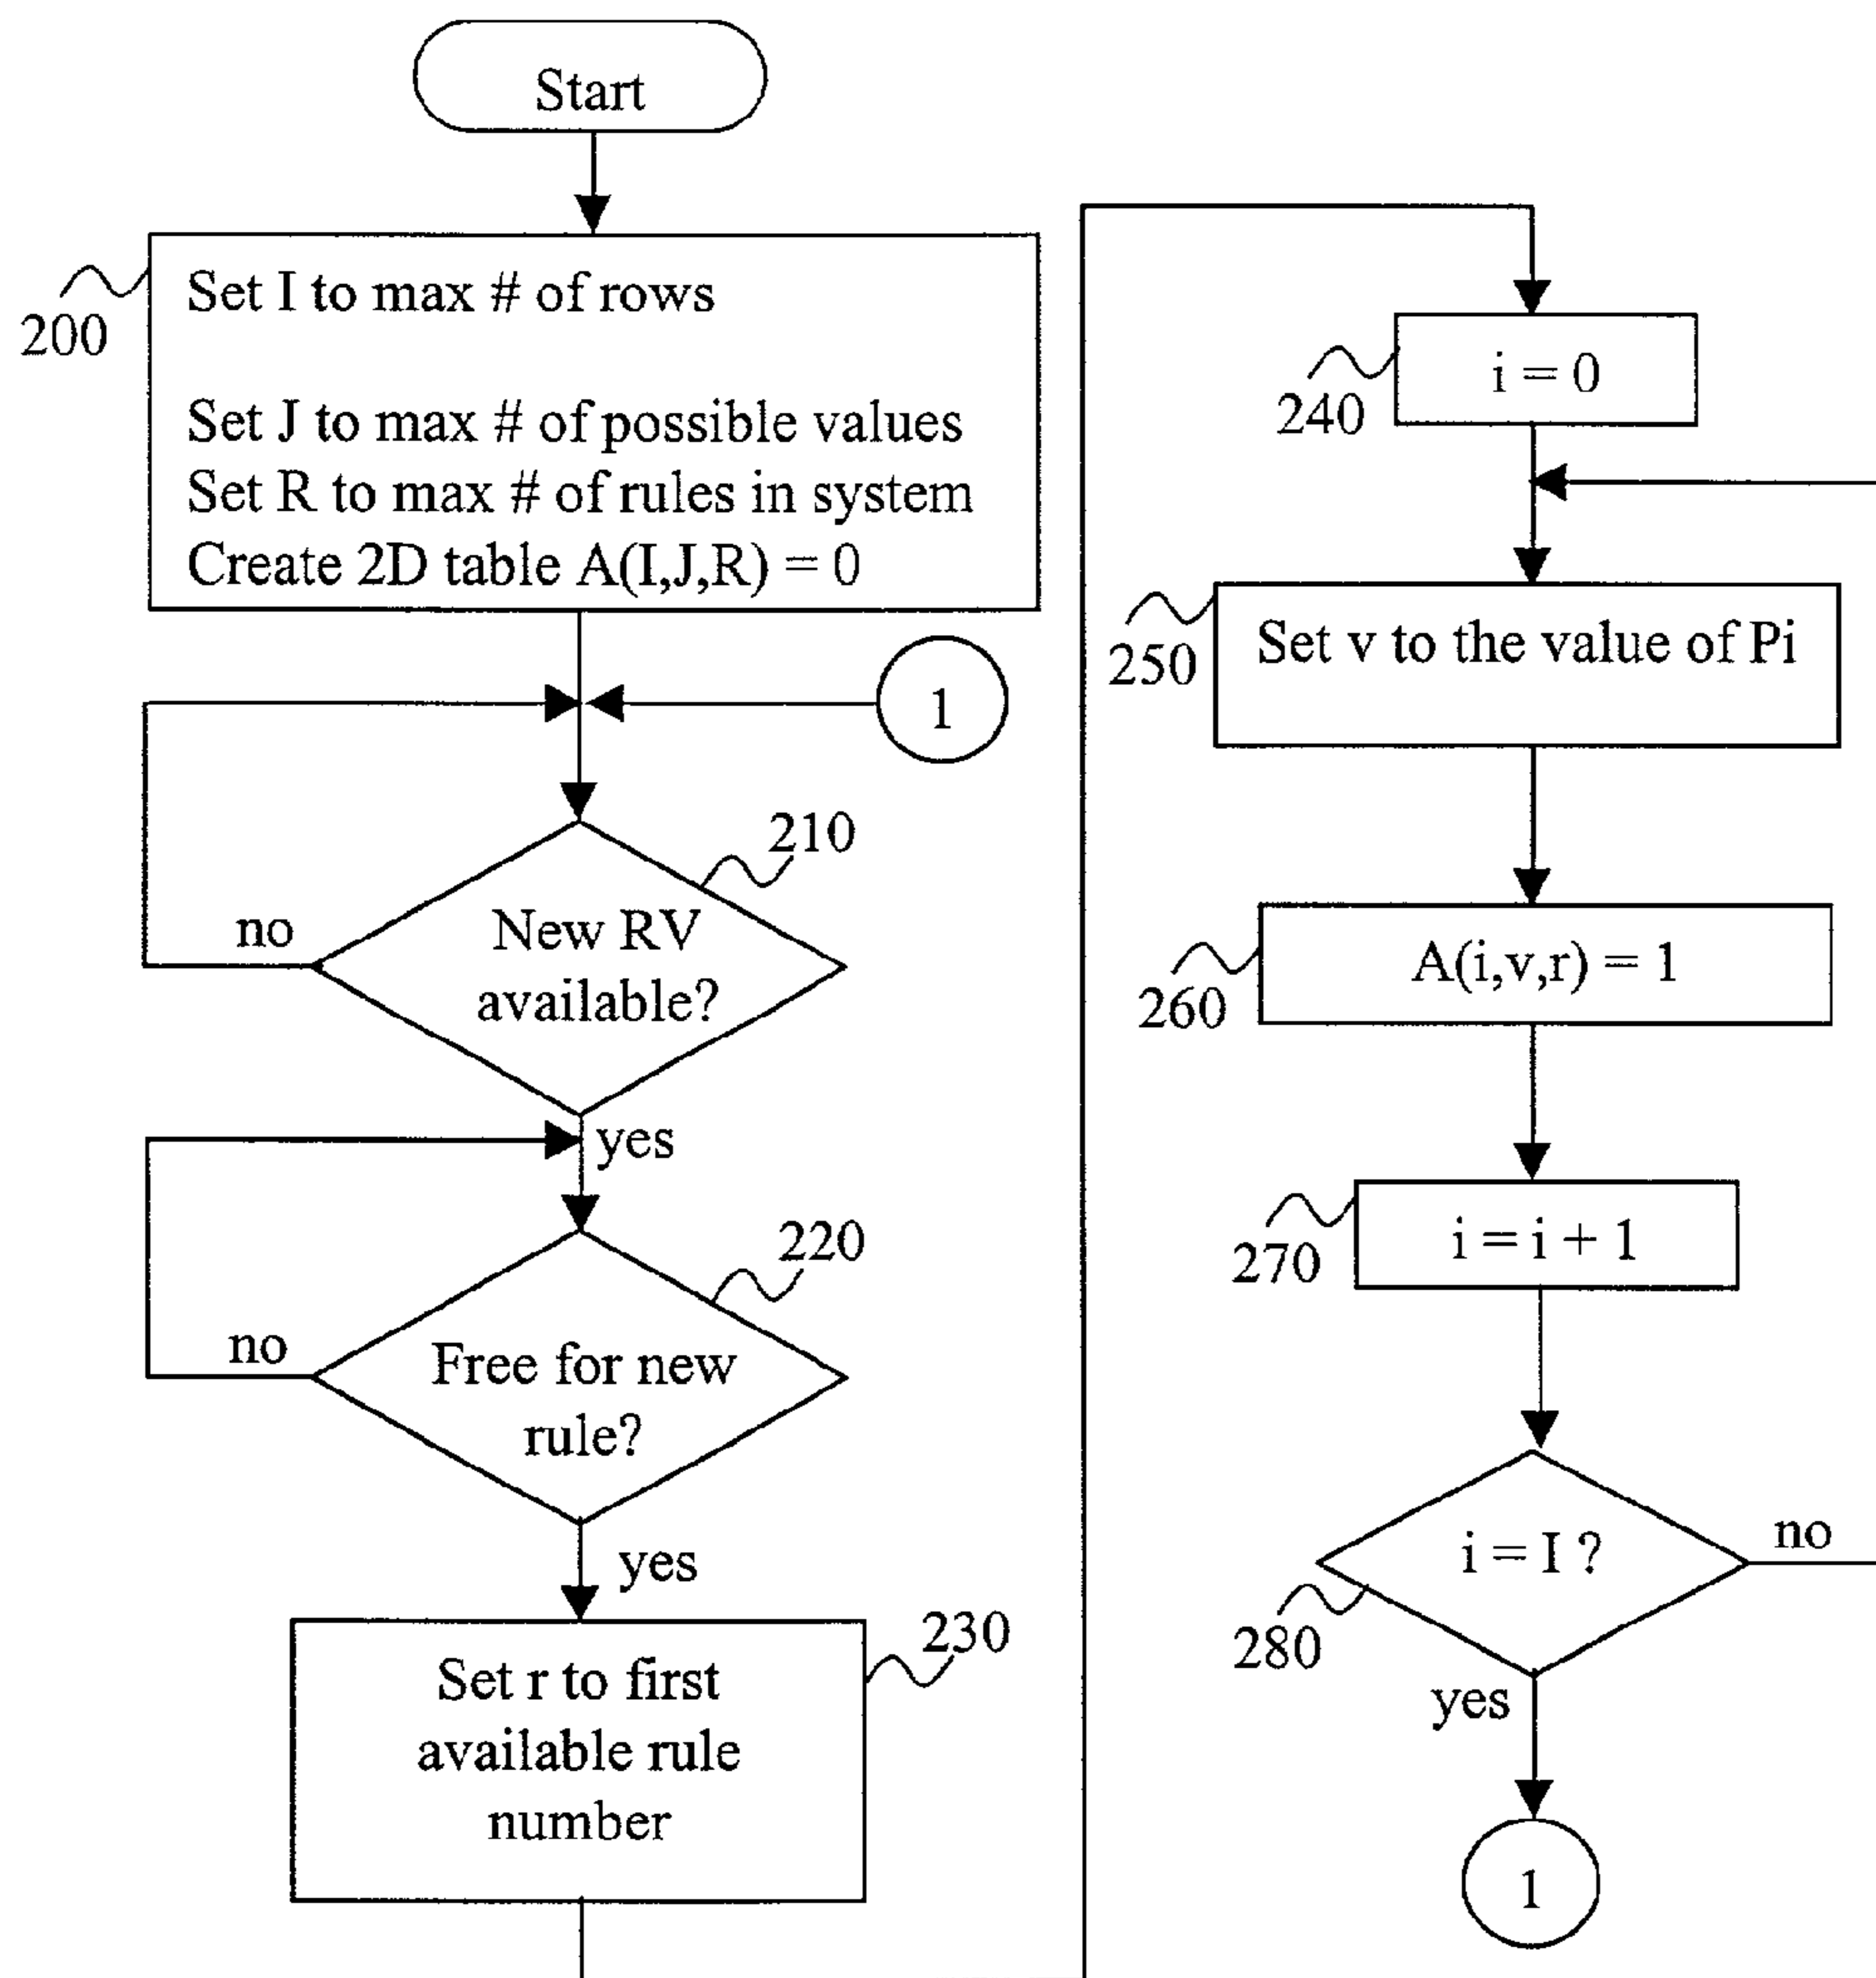 Start
200
Set I to max # of rows
Set J to max # of possible values
Set R to max # of rules in system
Create 2D table A(I,J,R) = 0
1
210
New RV
available?
no
yes
220
Free for new
rule?
no
yes
230
Set r to first
available rule
number
240
i = 0
250
Set v to the value of Pi
260
A(i,v,r) = 1
270
i = i + 1
280
i = I ?
no
yes
1